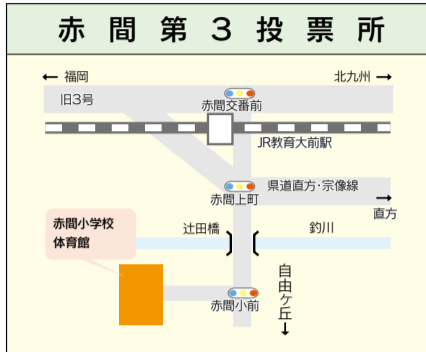 赤間第3投票所
← 福岡
北九州 →
旧3号
赤間交番前
JR教育大前駅
県道直方・宗像線
赤間上町
→
直方
赤間小学校
体育館
辻田橋
釣川
赤間小前
自由ヶ丘
↓